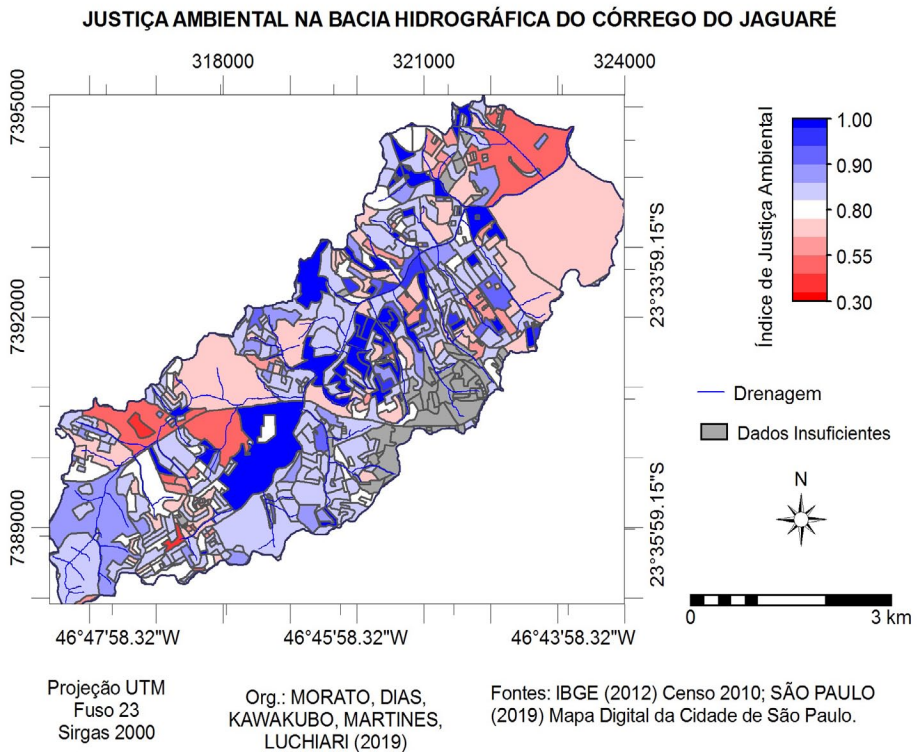 JUSTIÇA AMBIENTAL NA BACIA HIDROGRÁFICA DO CÓRREGO DO JAGUARÉ
318000
321000
324000
7395000
7392000
7389000
23°33'59.15"S
23°35'59.15"S
46°47'58.32"W
46°45'58.32"W
46°43'58.32"W
Índice de Justiça Ambiental
1.00
0.90
0.80
0.55
0.30
Drenagem
Dados Insuficientes
N
0
3 km
Projeção UTM
Fuso 23
Sirgas 2000
Org.: MORATO, DIAS,
KAWAKUBO, MARTINES,
LUCHIARI (2019)
Fontes: IBGE (2012) Censo 2010; SÃO PAULO
(2019) Mapa Digital da Cidade de São Paulo.